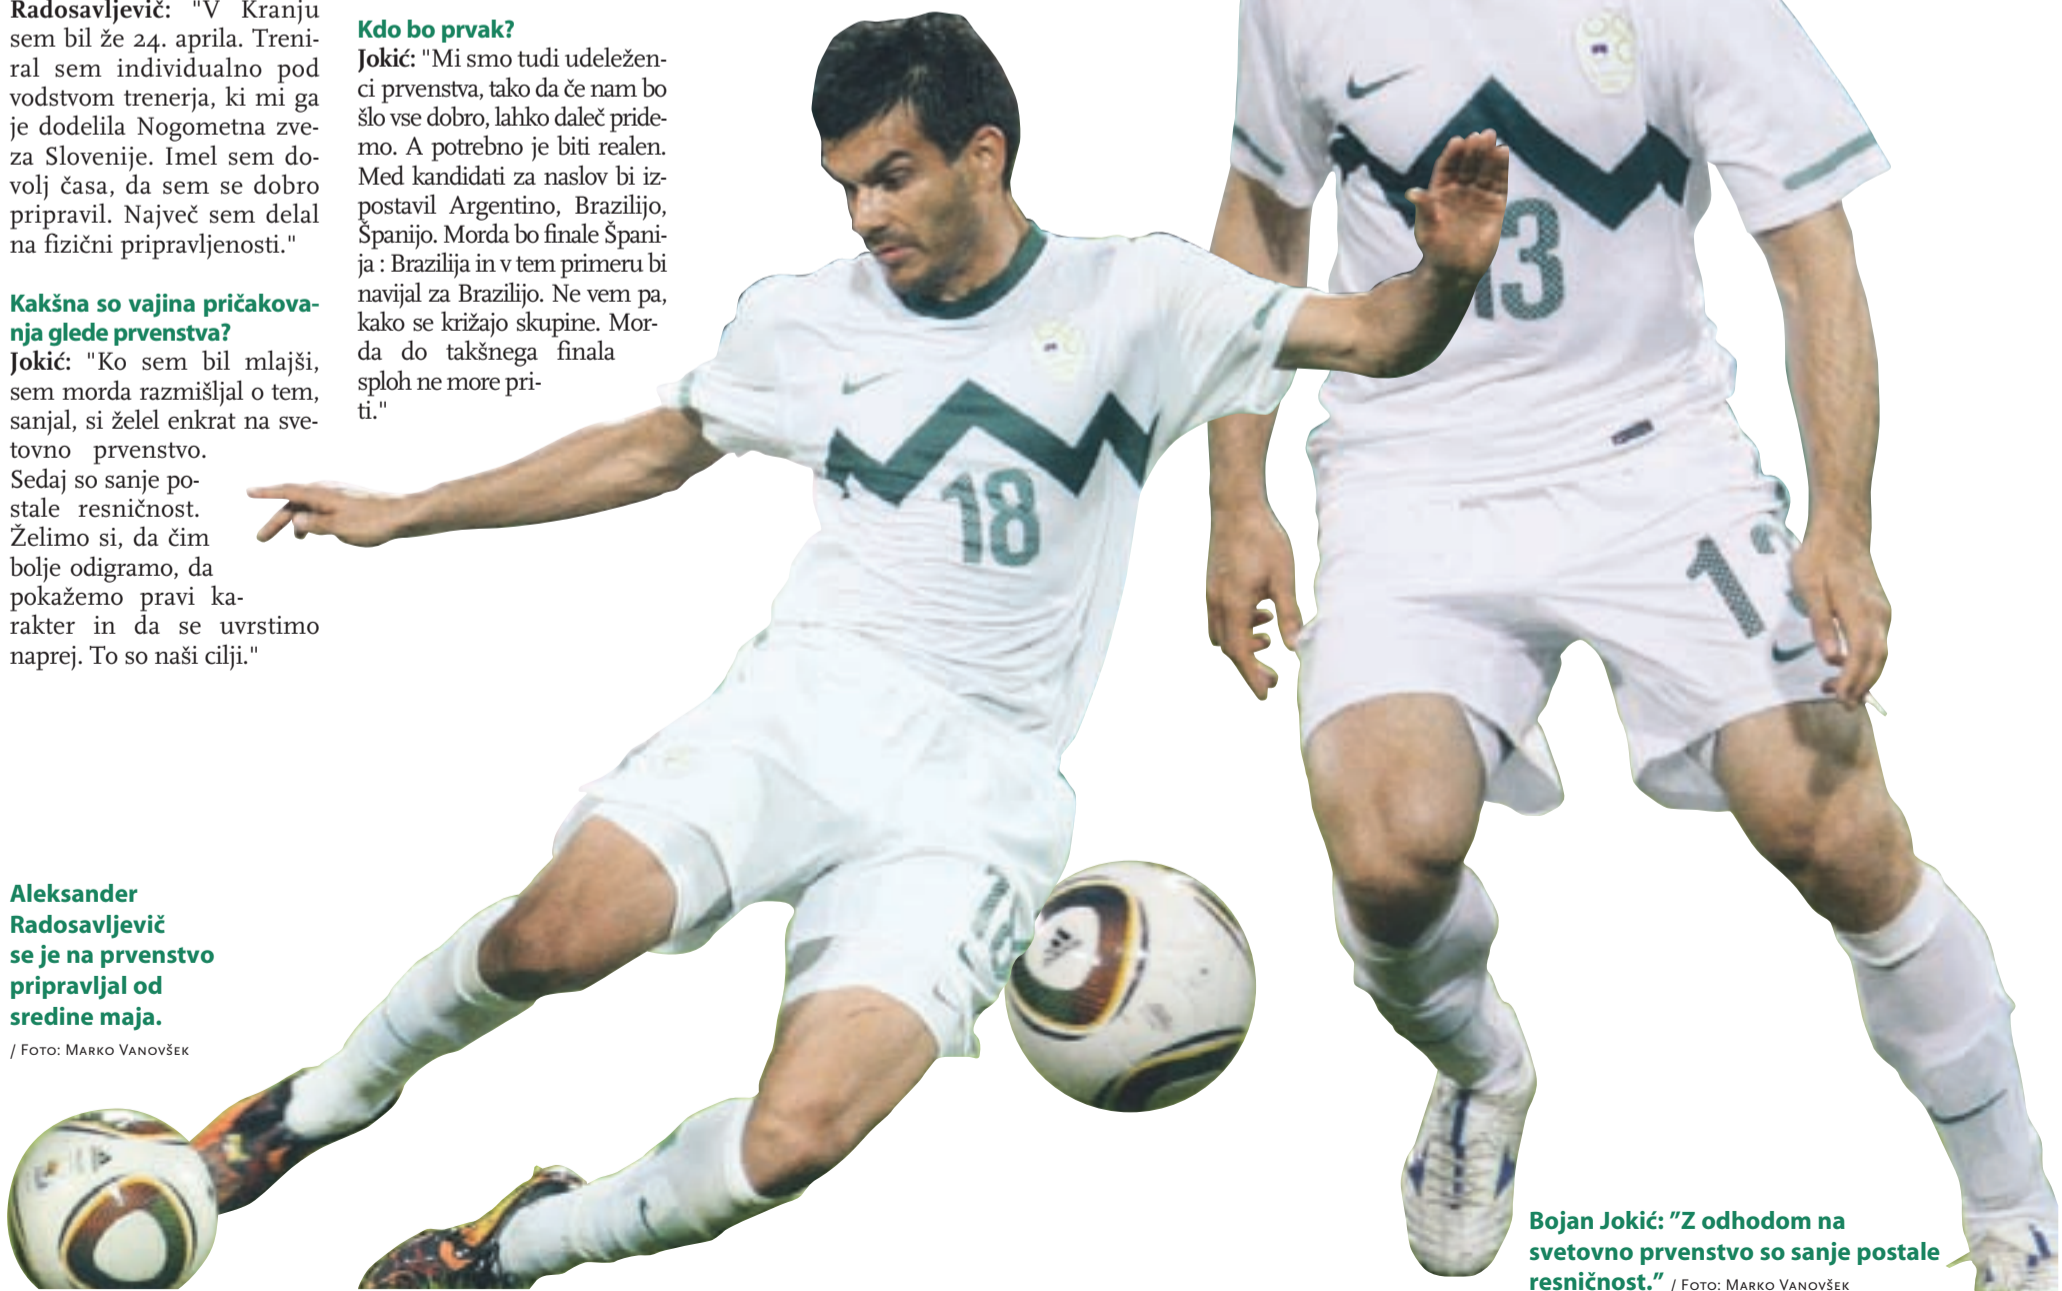 Radosavljevič: "V Kranju
sem bil že 24. aprila. Treni-
ral sem individualno pod
vodstvom trenerja, ki mi ga
je dodelila Nogometna zve-
za Slovenije. Imel sem do-
volj časa, da sem se dobro
pripravil. Največ sem delal
na fizični pripravljenosti."
Kakšna so vajina pričakova-
nja glede prvenstva?
Jokić: "Ko sem bil mlajši,
sem morda razmišljal o tem,
sanjal, si želel enkrat na sve-
tovno prvenstvo.
Sedaj so sanje po-
stale resničnost.
Želimo si, da čim
bolje odigramo, da
pokažemo pravi ka-
rakter in da se uvrstimo
naprej. To so naši cilji."
Kdo bo prvak?
Jokić: "Mi smo tudi udeležen-
ci prvenstva, tako da če nam bo
šlo vse dobro, lahko daleč pride-
mo. A potrebno je biti realen.
Med kandidati za naslov bi iz-
postavil Argentino, Brazilijo,
Španijo. Morda bo finale Špani-
ja : Brazilija in v tem primeru bi
navijal za Brazilijo. Ne vem pa,
kako se križajo skupine. Mor-
da do takšnega finala
sploh ne more pri-
ti."
18
13
13
18
Aleksander
Radosavljevič
se je na prvenstvo
pripravljal od
sredine maja.
/ Foto: Marko Vanovšek
Bojan Jokić: "Z odhodom na
svetovno prvenstvo so sanje postale
resničnost." / Foto: Marko Vanovšek